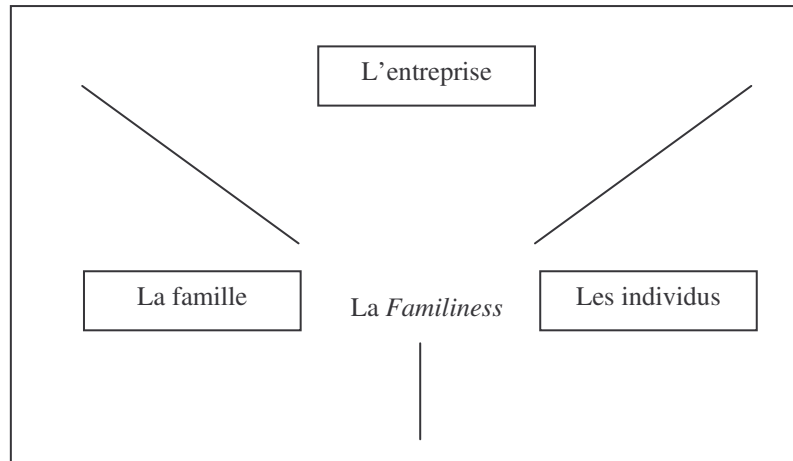 L’entreprise
La famille
La Familiness
Les individus